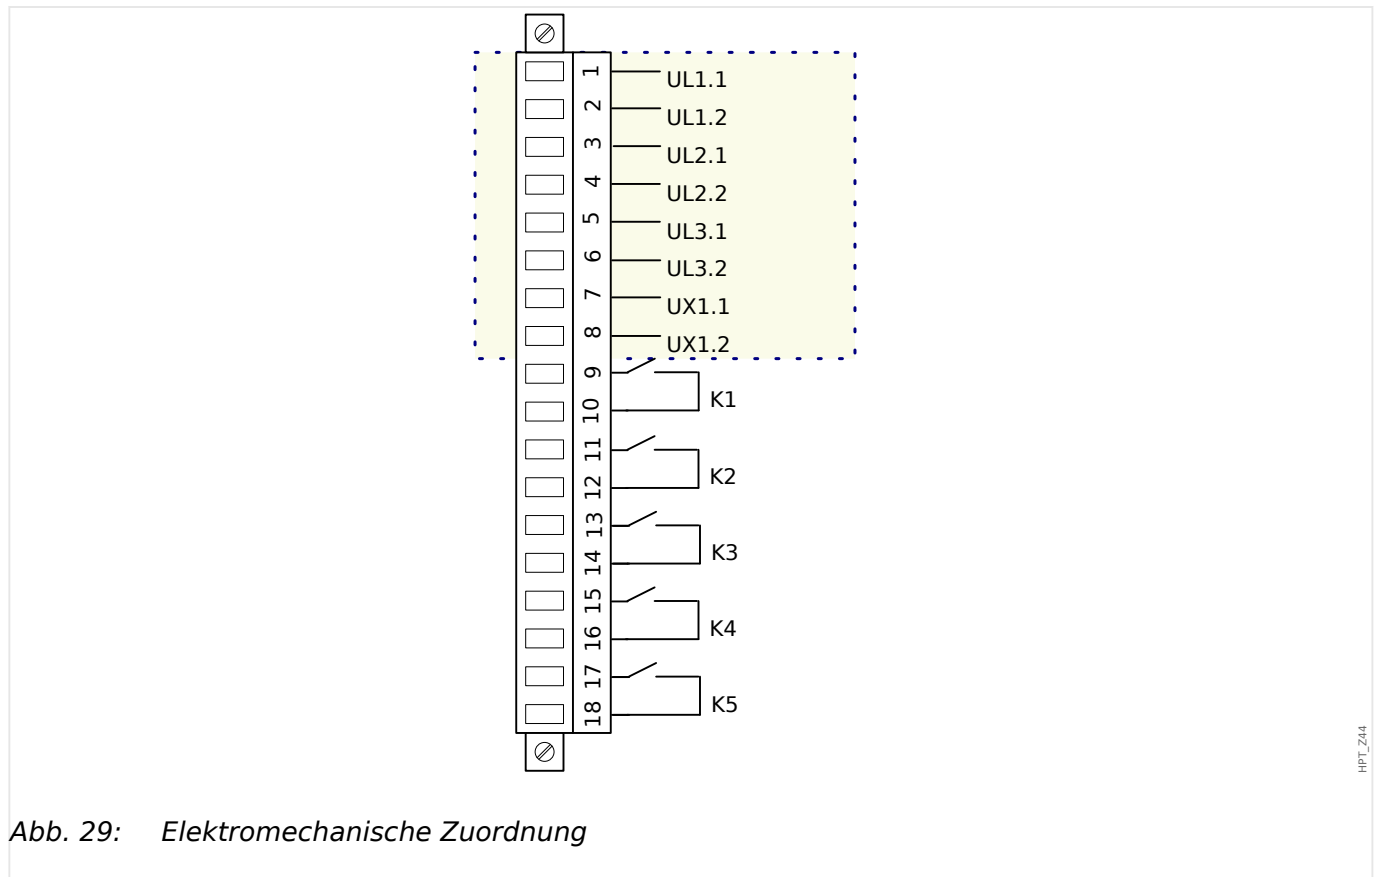 1 UL1.1
2 UL1.2
3 UL2.1
4 UL2.2
5 UL3.1
6 UL3.2
7 UX1.1
8 UX1.2
9
K1
10
11
K2
12
13
K3
14
15
K4
16
17
K5
18
HPT_Z44
Abb. 29: Elektromechanische Zuordnung